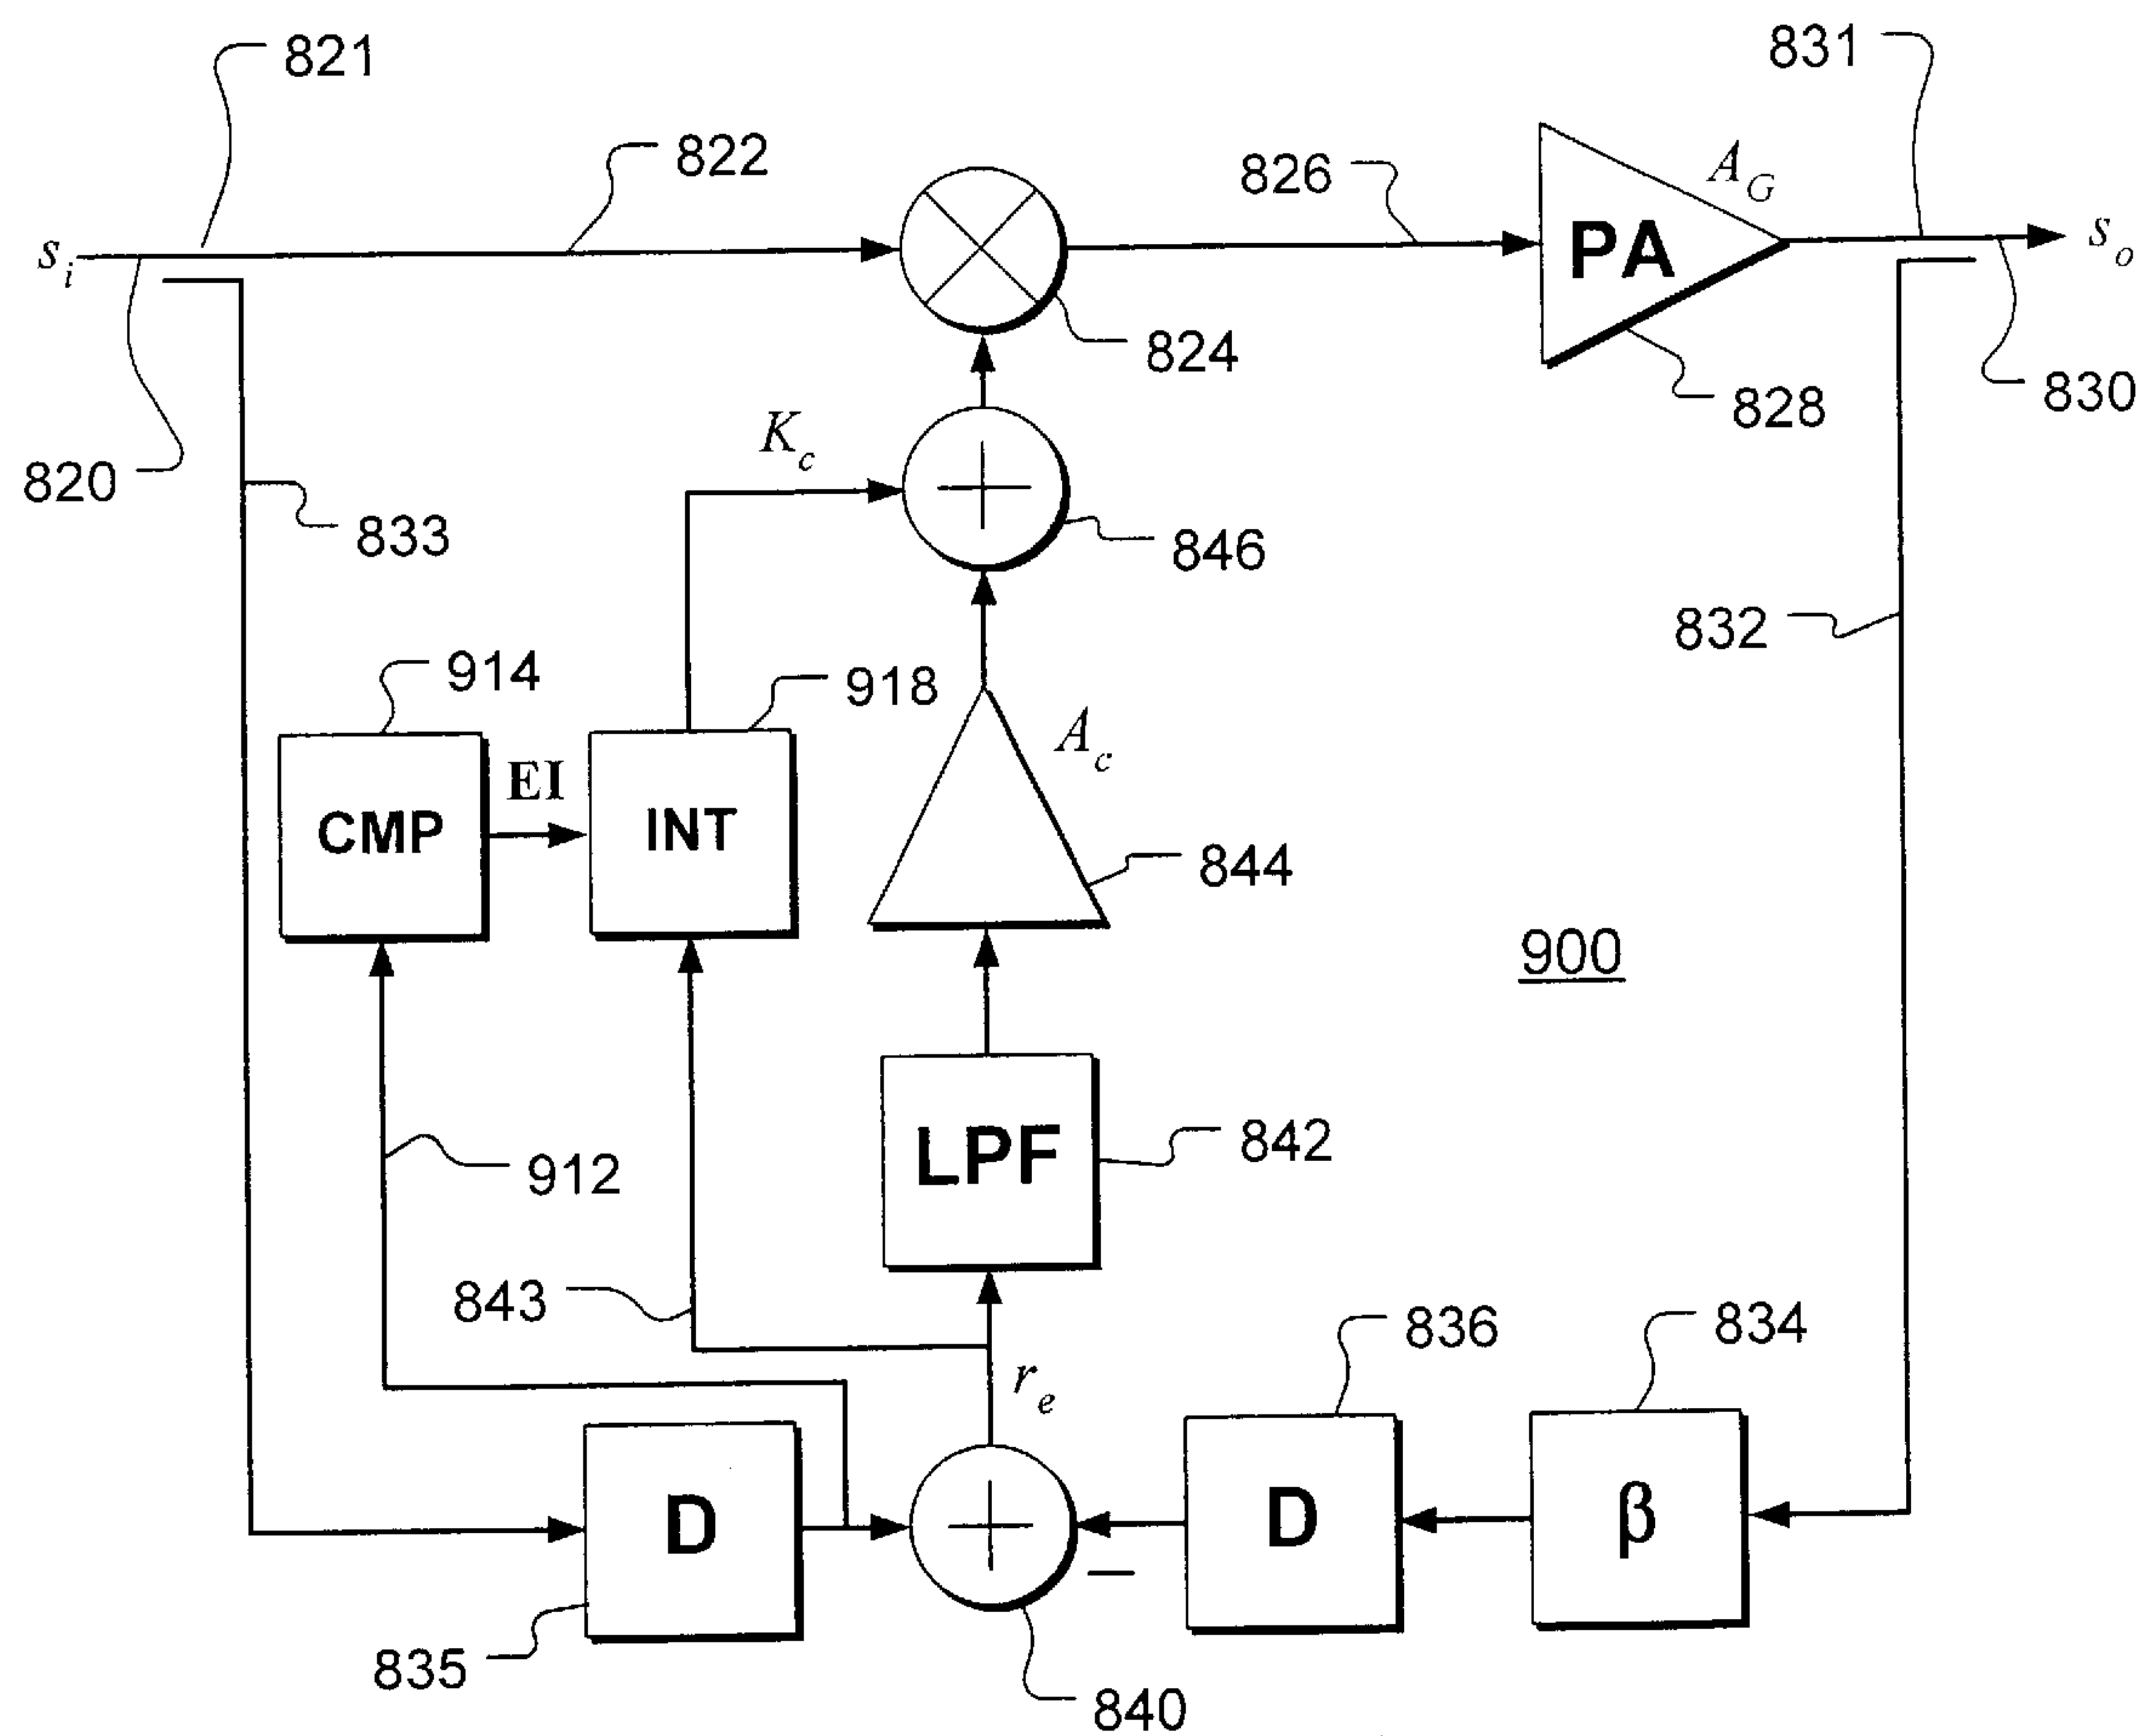 821
831
822
826
A_G
s_i
PA
s_o
824
828
830
820
K_c
833
846
832
914
918
A_c
CMP
EI
INT
844
900
LPF
842
912
843
836
834
r_e
D
D
β
−
835
840